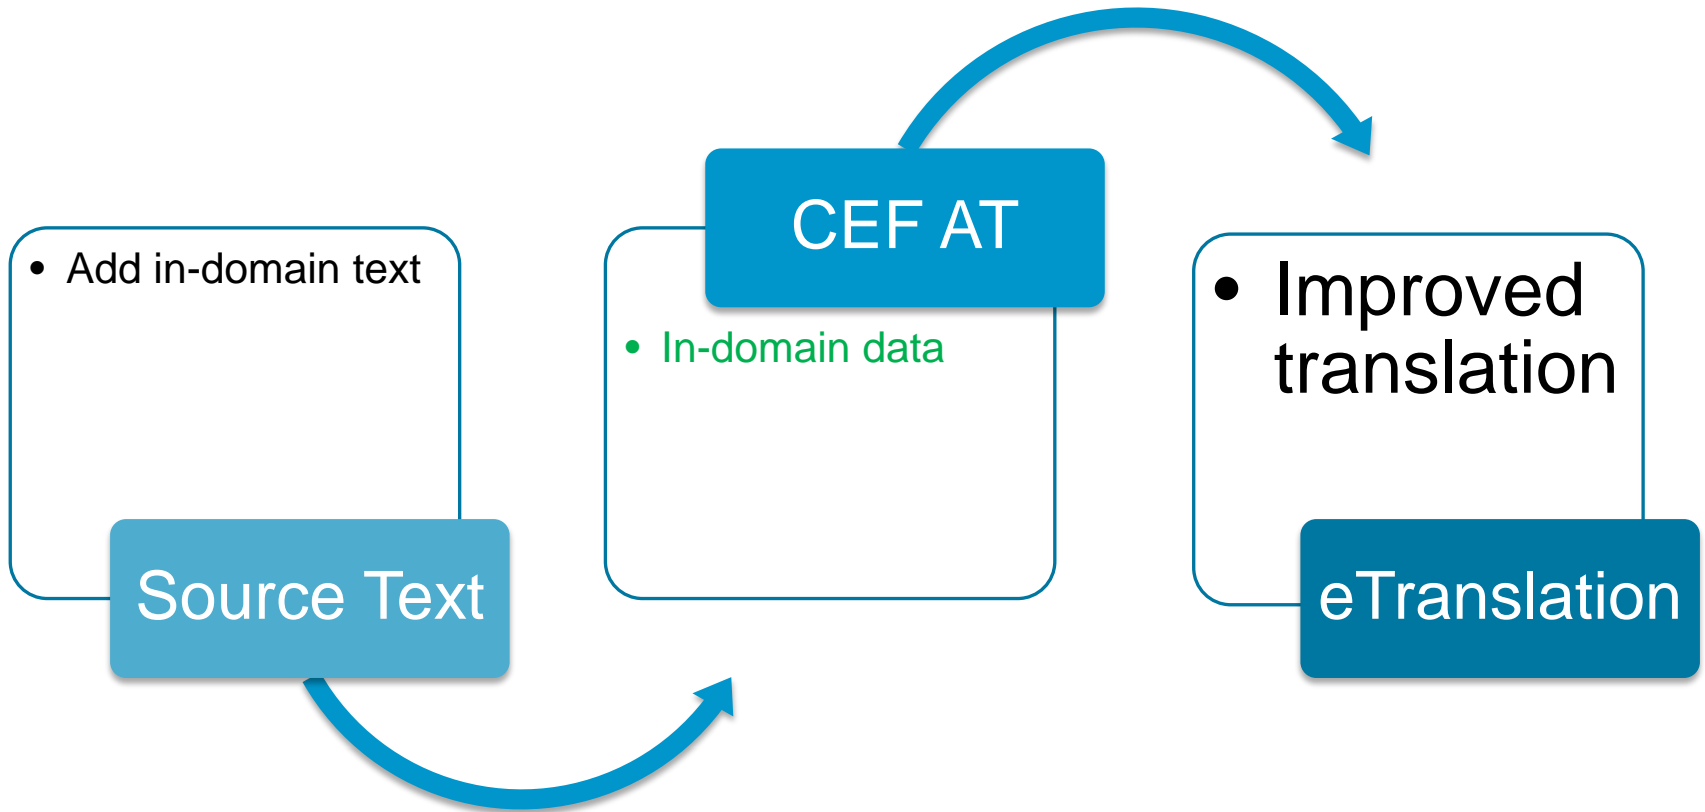 • Add in-domain text
Source Text
CEF AT
• In-domain data
• Improved
translation
eTranslation